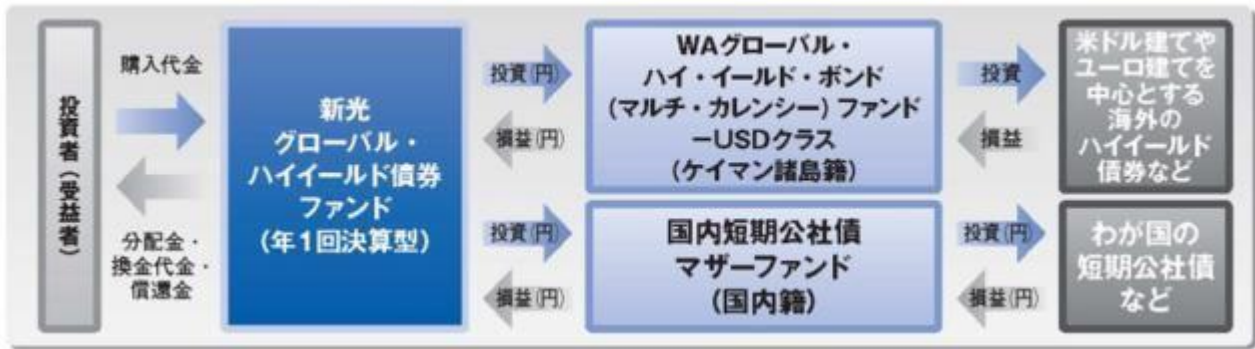 投資者(受益者)
購入代金
分配金・
換金代金・
償還金
新光
グローバル・
ハイイールド債券
ファンド
(年1回決算型)
投資(円)
損益(円)
WAグローバル・
ハイ・イールド・ボンド
(マルチ・カレンシー)ファンド
-USDクラス
(ケイマン諸島籍)
投資
損益
米ドル建てや
ユーロ建てを
中心とする
海外の
ハイイールド
債券など
投資(円)
損益(円)
国内短期公社債
マザーファンド
(国内籍)
投資(円)
損益(円)
わが国の
短期公社債
など